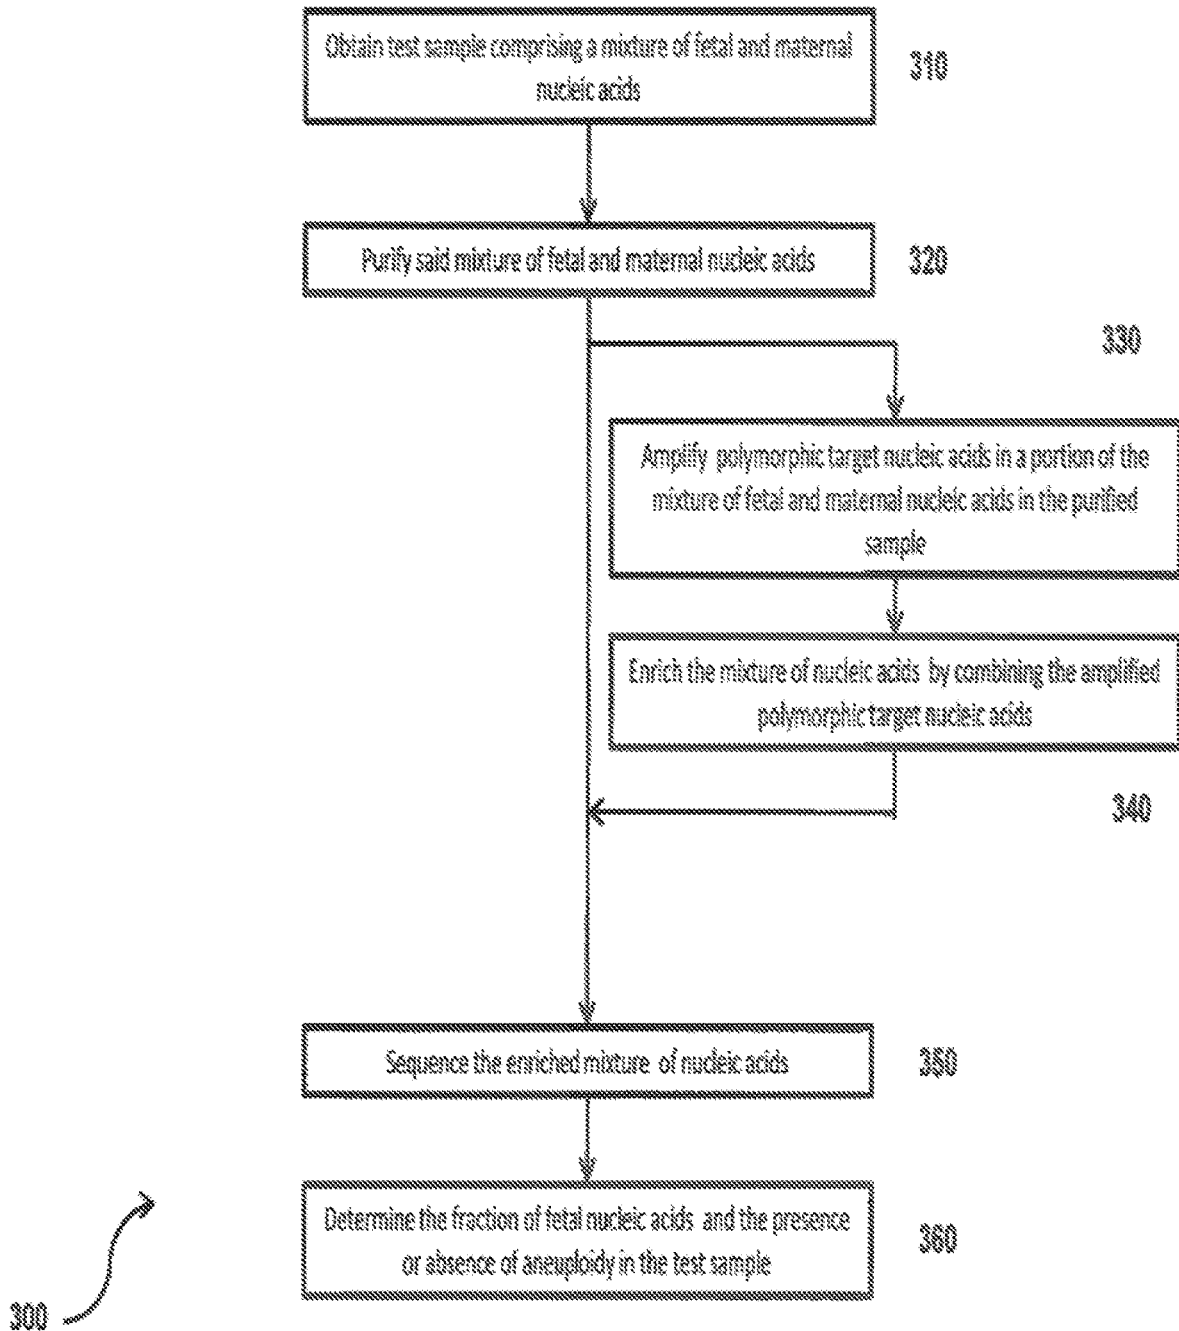 Obtain test sample comprising a mixture of fetal and maternal
nucleic acids
310
Purify said mixture of fetal and maternal nucleic acids
320
330
Amplify polymorphic target nucleic acids in a portion of the
mixture of fetal and maternal nucleic acids in the purified
sample
Enrich the mixture of nucleic acids by combining the amplified
polymorphic target nucleic acids
340
Sequence the enriched mixture of nucleic acids
350
Determine the fraction of fetal nucleic acids and the presence
or absence of aneuploidy in the test sample
360
300